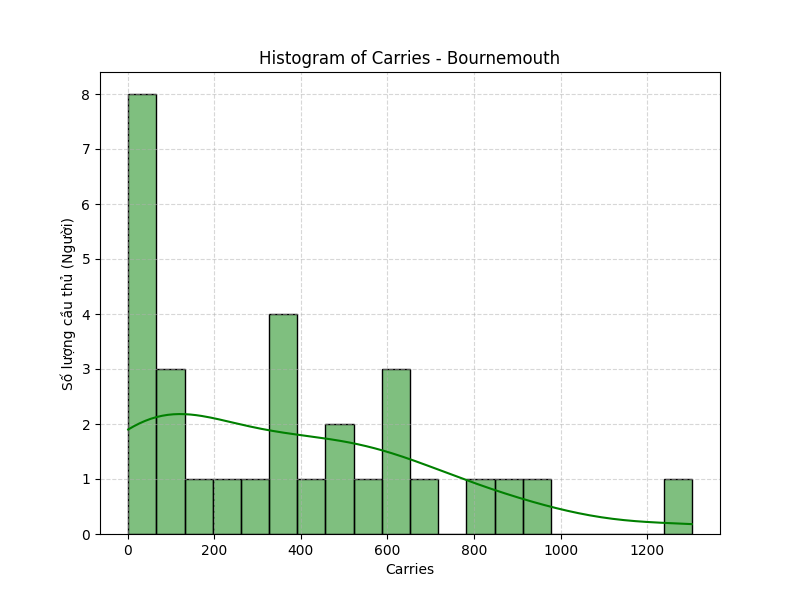 Histogram of Carries - Bournemouth
Số lượng cầu thủ (Người)
8
7
6
5
4
3
2
1
0
0 200 400 600 800 1000 1200
Carries